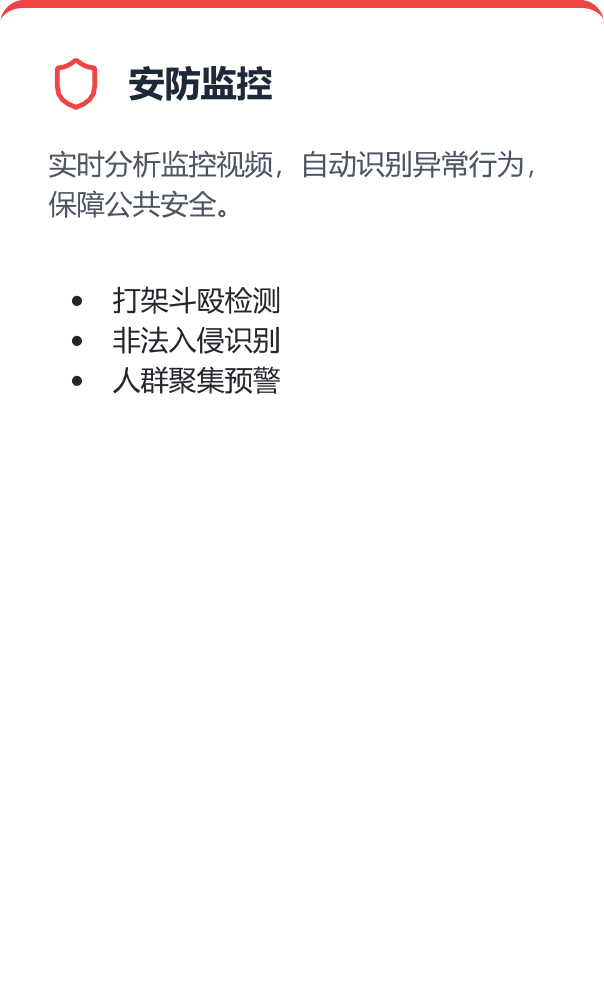 安防监控
实时分析监控视频，自动识别异常行为，
保障公共安全。
• 打架斗殴检测
• 非法入侵识别
• 人群聚集预警